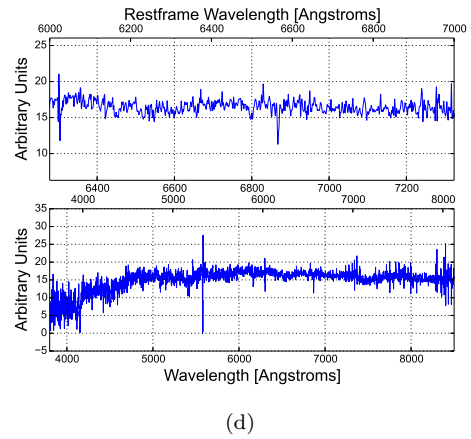 Restframe Wavelength [Angstroms]
6000 6200 6400 6600 6800 7000
25
20
15
10
Arbitrary Units
6400 6600 6800 7000 7200
4000 5000 6000 7000 8000
35
30
25
20
15
10
5
0
−5
Arbitrary Units
4000 5000 6000 7000 8000
Wavelength [Angstroms]
(d)